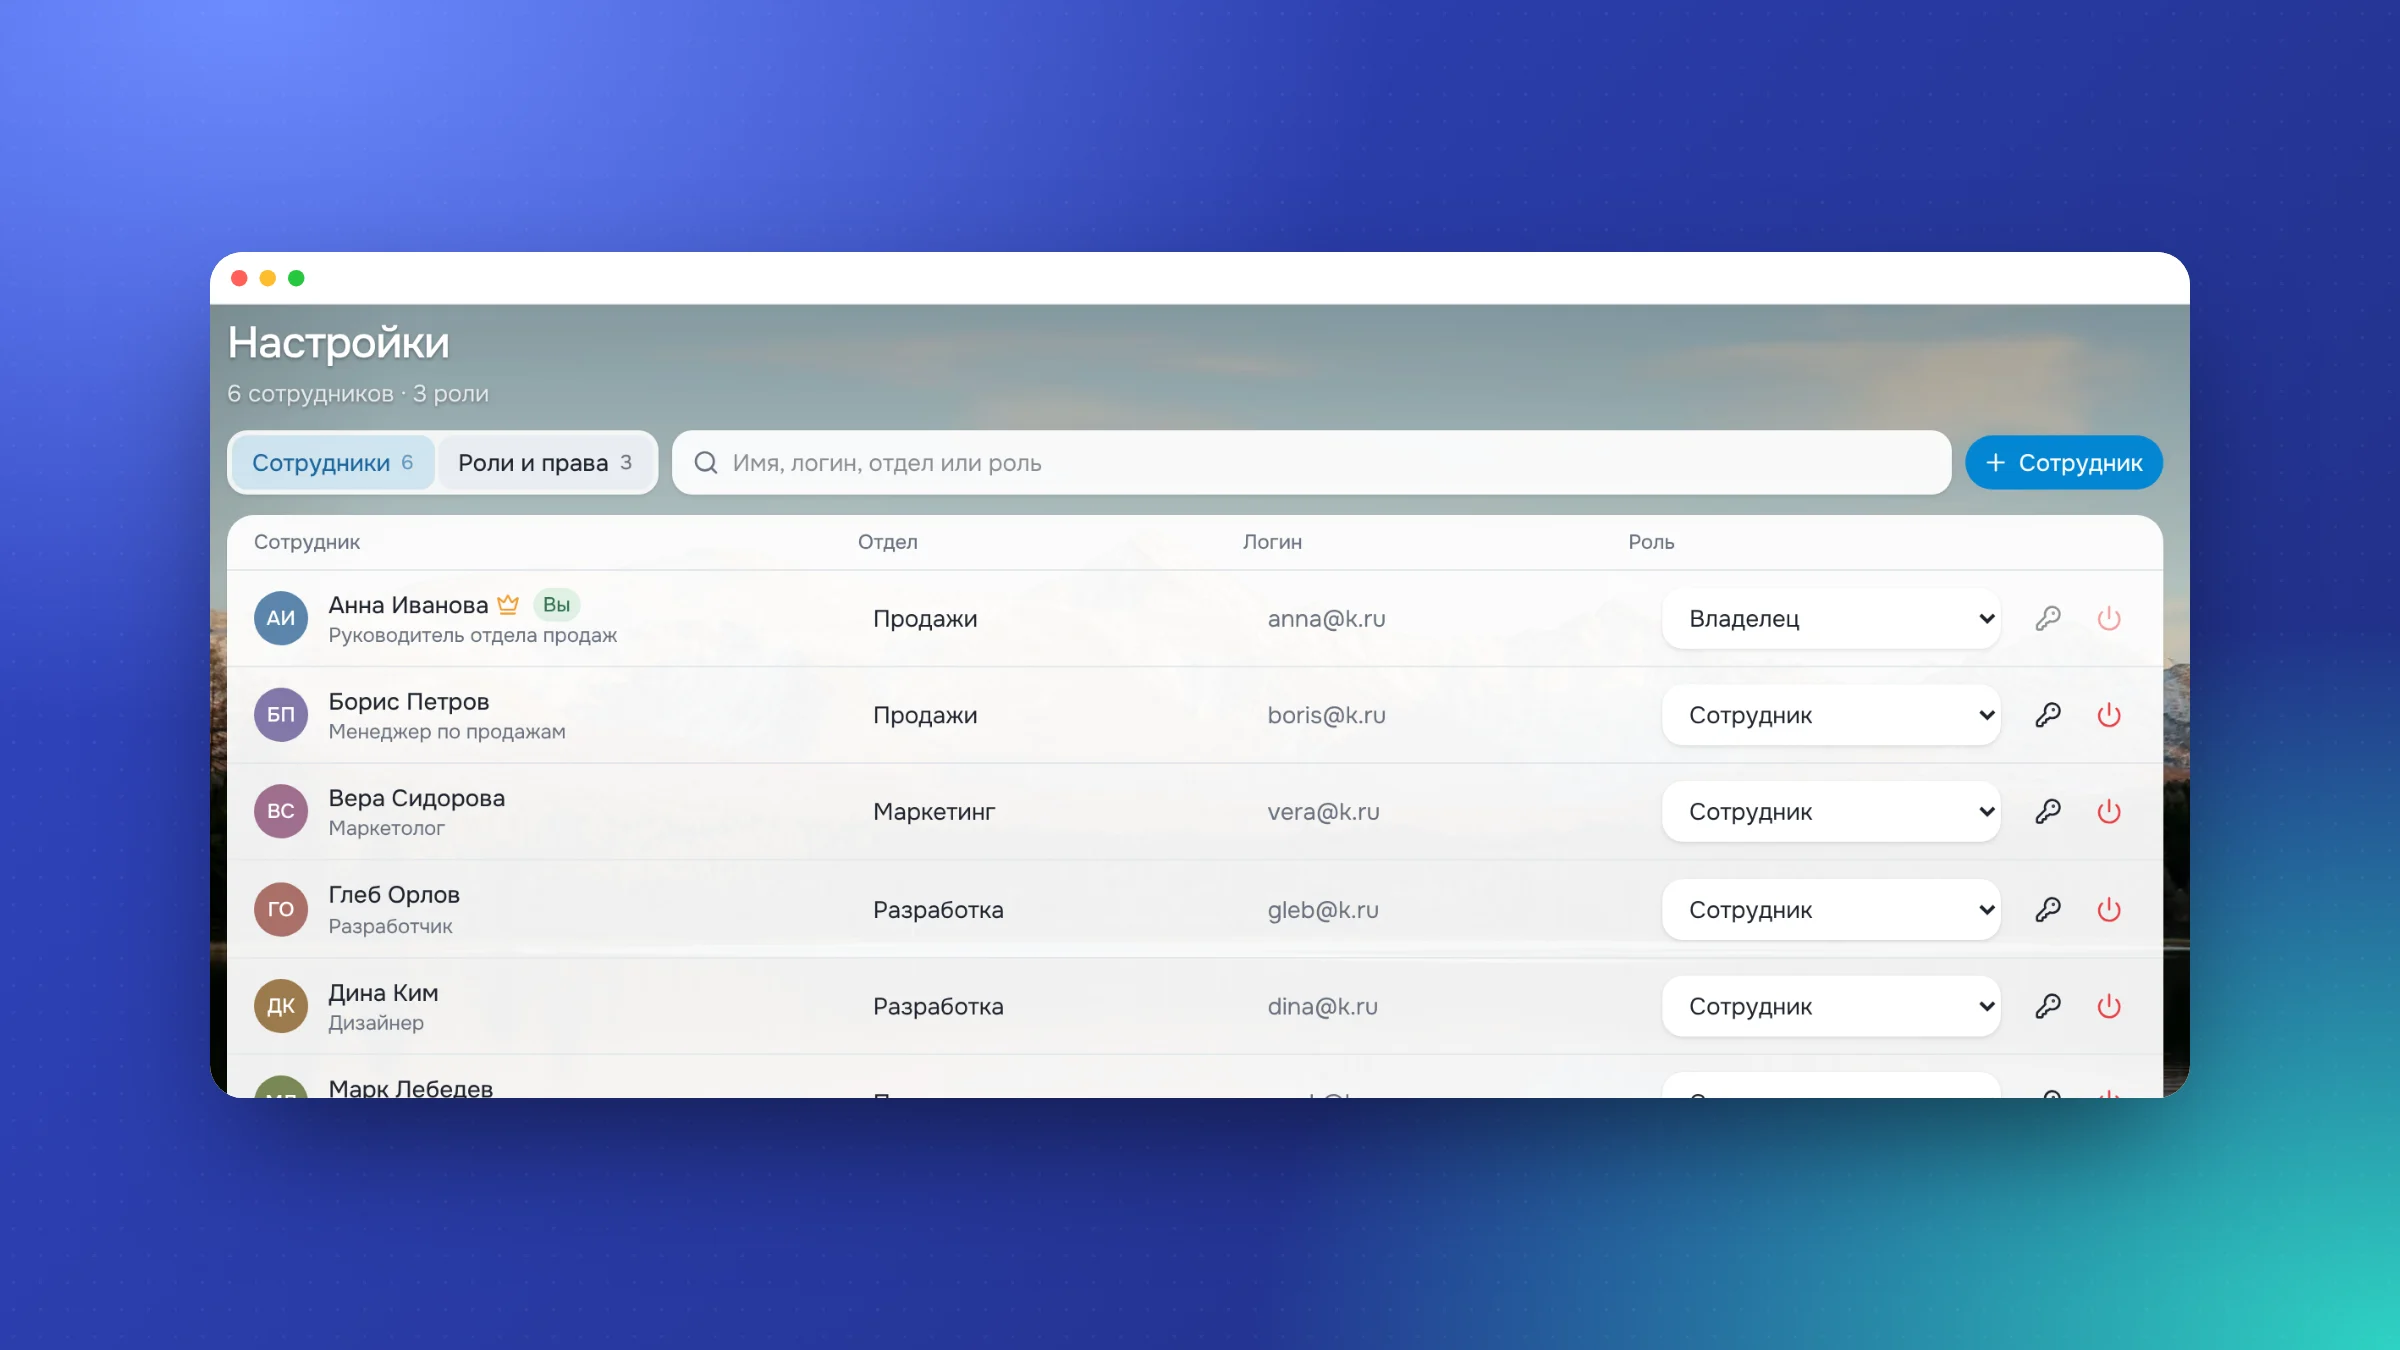 Настройки
6 сотрудников · 3 роли
Сотрудники 6
Роли и права 3
Имя, логин, отдел или роль
+ Сотрудник
Сотрудник Отдел Логин Роль
АИ Анна Иванова Вы Продажи anna@k.ru Владелец
Руководитель отдела продаж
БП Борис Петров Продажи boris@k.ru Сотрудник
Менеджер по продажам
ВС Вера Сидорова Маркетинг vera@k.ru Сотрудник
Маркетолог
ГО Глеб Орлов Разработка gleb@k.ru Сотрудник
Разработчик
ДК Дина Ким Разработка dina@k.ru Сотрудник
Дизайнер
Марк Лебедев